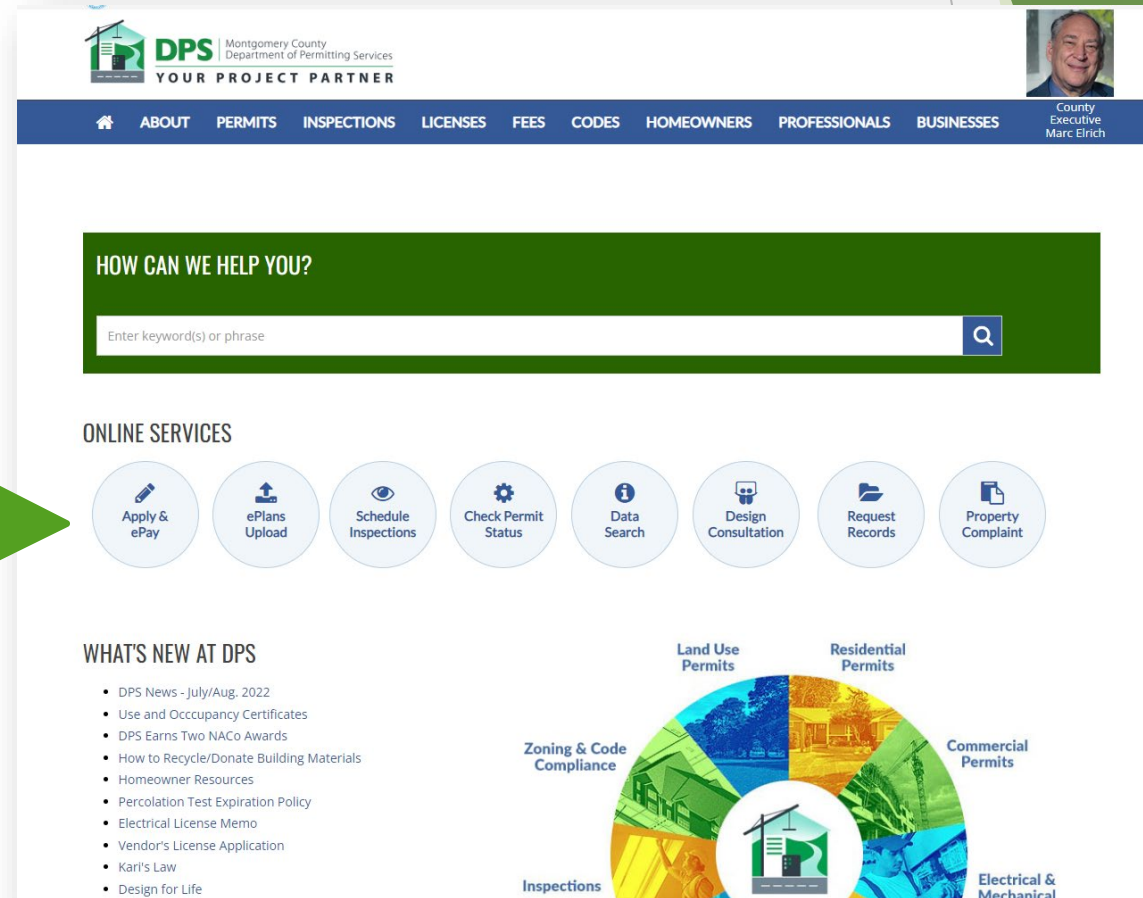 DPS
Montgomery County
Department of Permitting Services
YOUR PROJECT PARTNER
ABOUT PERMITS INSPECTIONS LICENSES FEES CODES HOMEOWNERS PROFESSIONALS BUSINESSES
County
Executive
Marc Elrich
HOW CAN WE HELP YOU?
Enter keyword(s) or phrase
ONLINE SERVICES
Apply &
ePay
ePlans
Upload
Schedule
Inspections
Check Permit
Status
Data
Search
Design
Consultation
Request
Records
Property
Complaint
WHAT'S NEW AT DPS
DPS News - July/Aug. 2022
Use and Occcupancy Certificates
DPS Earns Two NACo Awards
How to Recycle/Donate Building Materials
Homeowner Resources
Percolation Test Expiration Policy
Electrical License Memo
Vendor's License Application
Kari's Law
Design for Life
Land Use
Permits
Residential
Permits
Zoning & Code
Compliance
Commercial
Permits
Inspections
Electrical &
Mechanical